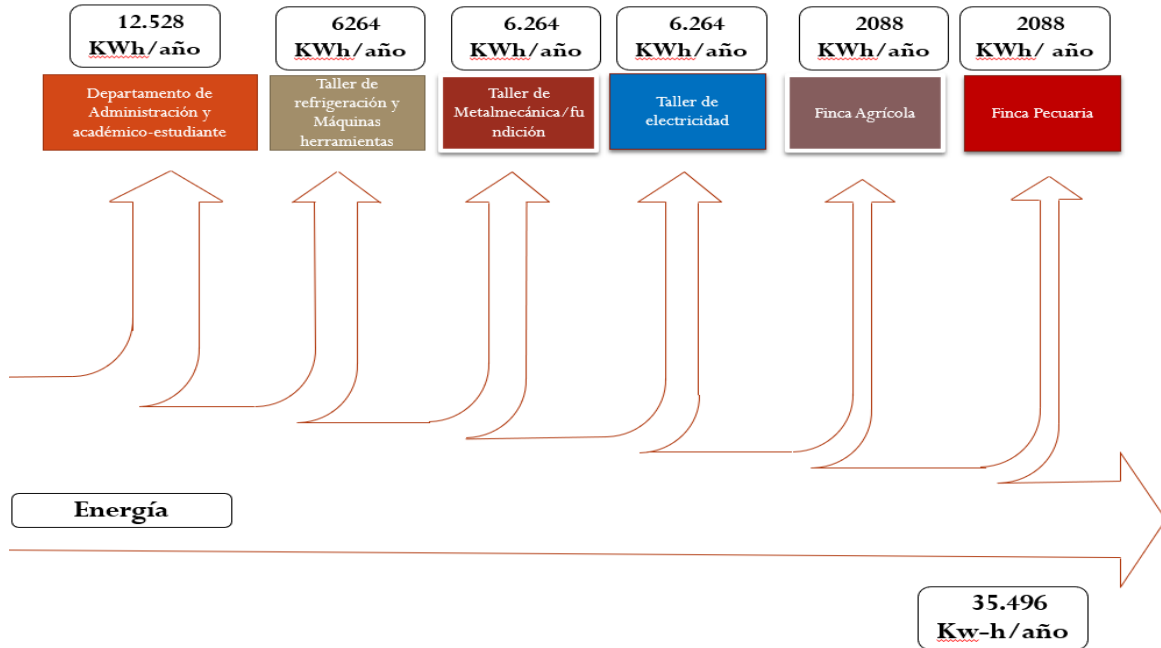 12.528
KWh/año
6264
KWh/año
6.264
KWh/año
6.264
KWh/año
2088
KWh/año
2088
KWh/ año
Departamento de
Administración y
académico-estudiante
Taller de
refrigeración y
Máquinas
herramientas
Taller de
Metalmecánica/fu
ndición
Taller de
electricidad
Finca Agrícola
Finca Pecuaria
Energía
35.496
Kw-h/año